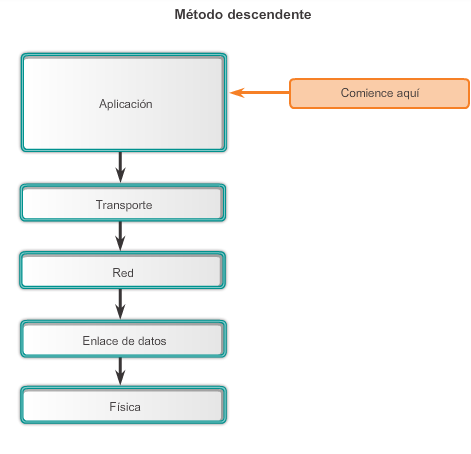 Método descendente
Comience aquí
Aplicación
Transporte
Red
Enlace de datos
Física